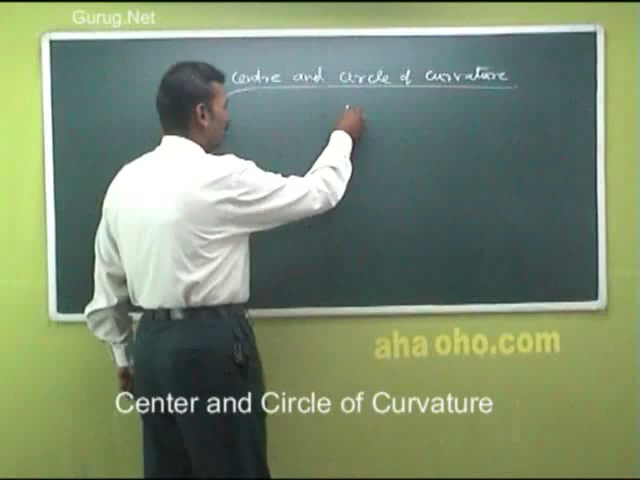 Gurug.Net
Centre and Circle of Curvature
aha oho.com
Center and Circle of Curvature